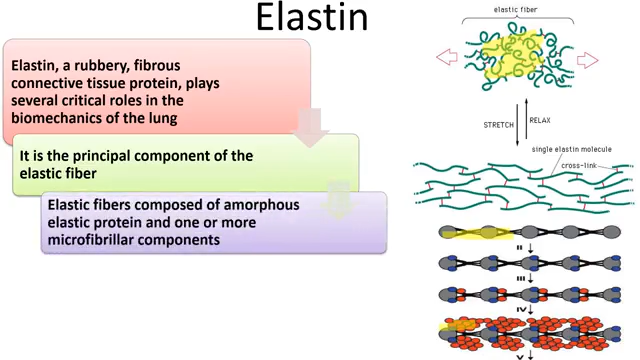 Elastin
Elastin, a rubbery, fibrous
connective tissue protein, plays
several critical roles in the
biomechanics of the lung
It is the principal component of the
elastic fiber
Elastic fibers composed of amorphous
elastic protein and one or more
microfibrillar components
elastic fiber
STRETCH
RELAX
single elastin molecule
cross-link
II
III
IV
V